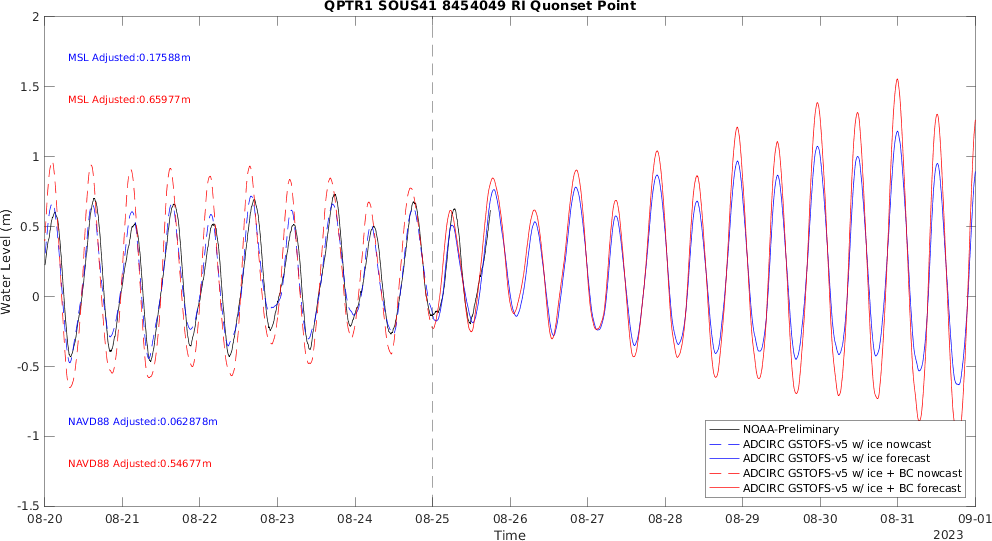 QPTR1 SOUS41 8454049 RI Quonset Point
2
1.5
1
0.5
0
-0.5
-1
-1.5
Water Level (m)
MSL Adjusted:0.17588m
MSL Adjusted:0.65977m
NAVD88 Adjusted:0.062878m
NAVD88 Adjusted:0.54677m
NOAA-Preliminary
ADCIRC GSTOFS-v5 w/ ice nowcast
ADCIRC GSTOFS-v5 w/ ice forecast
ADCIRC GSTOFS-v5 w/ ice + BC nowcast
ADCIRC GSTOFS-v5 w/ ice + BC forecast
08-20 08-21 08-22 08-23 08-24 08-25 08-26 08-27 08-28 08-29 08-30 08-31 09-01
Time
2023